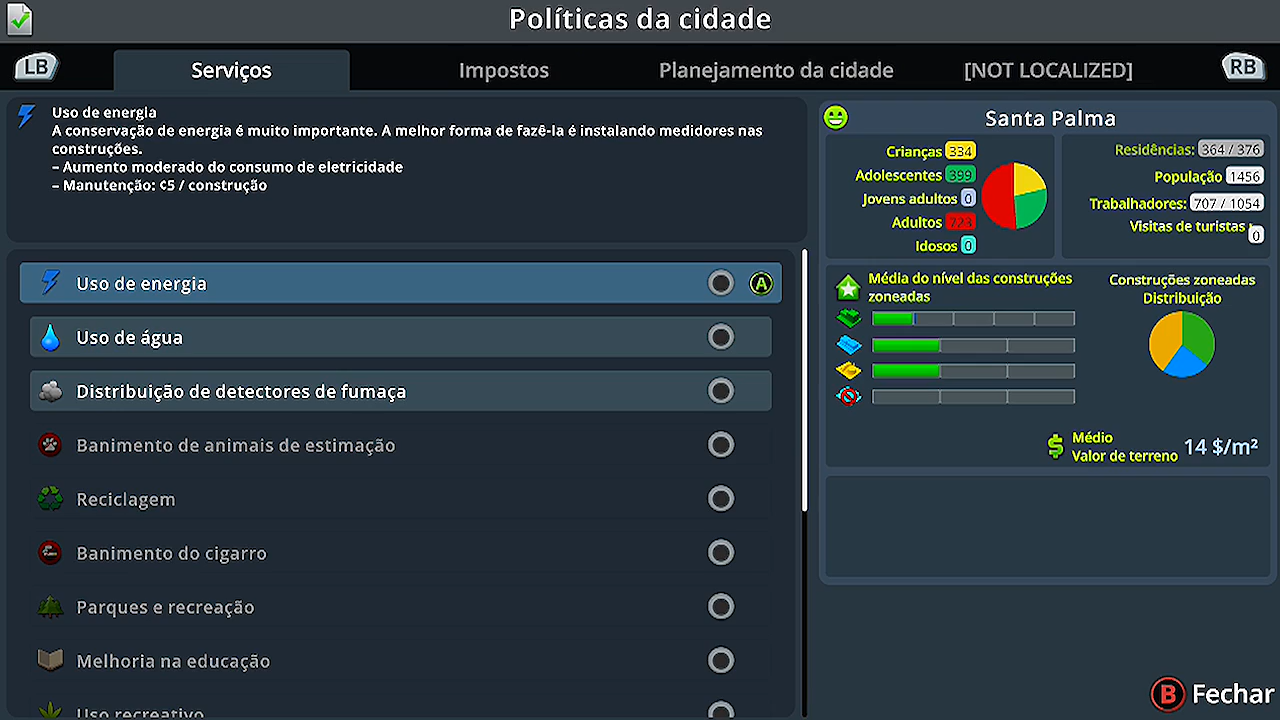 Políticas da cidade
LB
Serviços
Impostos
Planejamento da cidade
[NOT LOCALIZED]
RB
Uso de energia
A conservação de energia é muito importante. A melhor forma de fazê-la é instalando medidores nas
construções.
– Aumento moderado do consumo de eletricidade
– Manutenção: ¢5 / construção
Uso de energia
A
Uso de água
Distribuição de detectores de fumaça
Banimento de animais de estimação
Reciclagem
Banimento do cigarro
Parques e recreação
Melhoria na educação
Uso recreativo
Santa Palma
Crianças 334
Adolescentes 399
Jovens adultos 0
Adultos 723
Idosos 0
Residências: 364 / 376
População 1456
Trabalhadores: 707 / 1054
Visitas de turistas
0
Média do nível das construções
zoneadas
Construções zoneadas
Distribuição
$
Médio
Valor de terreno 14 $/m²
B Fechar